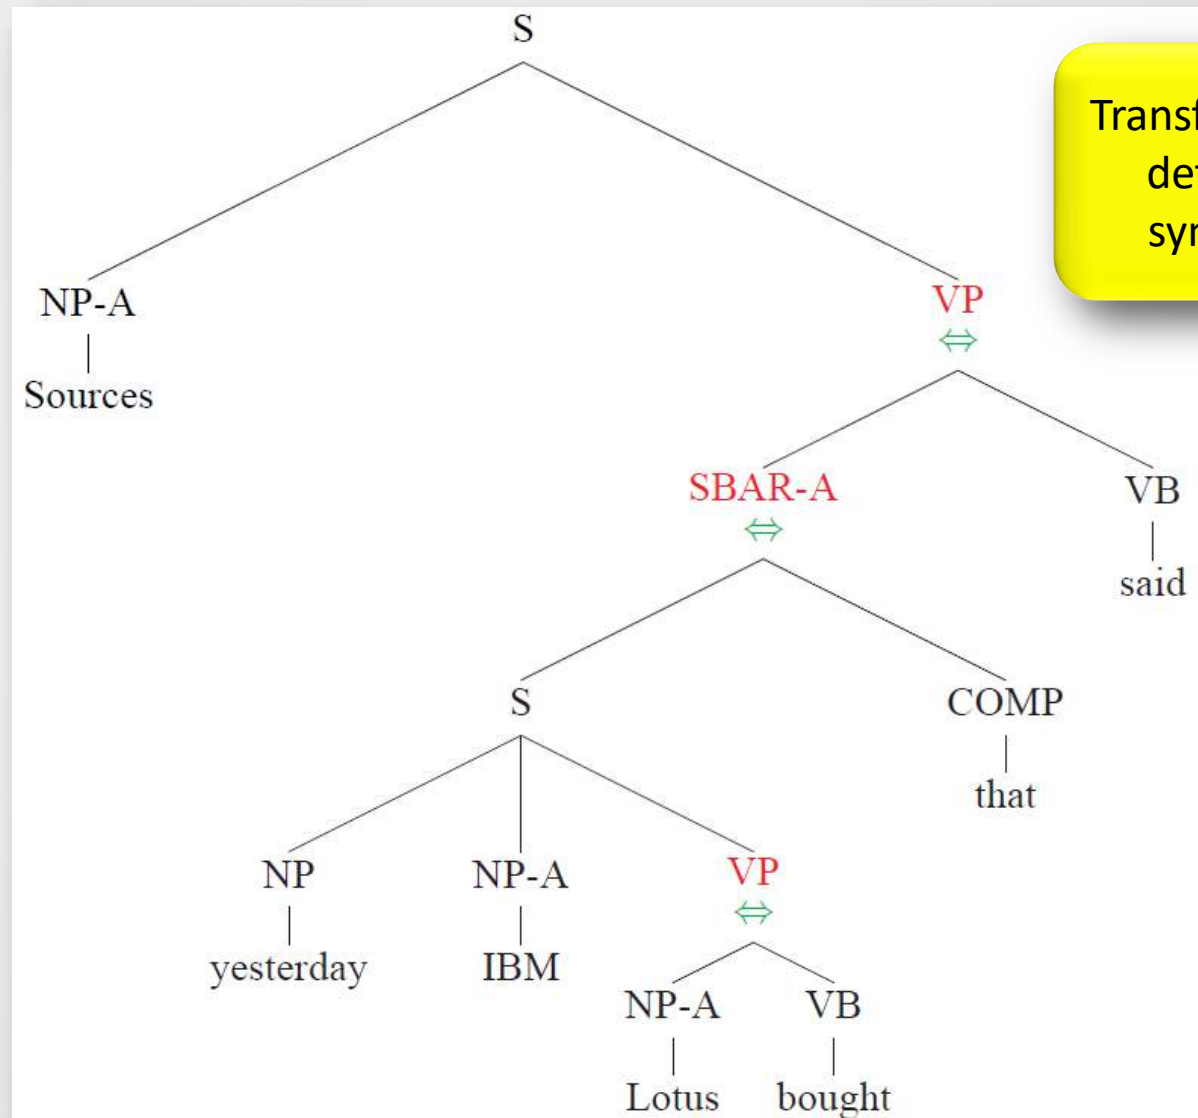 S
NP-A VP
Sources
SBAR-A VB
said
S COMP
that
NP NP-A VP
yesterday IBM
NP-A VB
Lotus bought